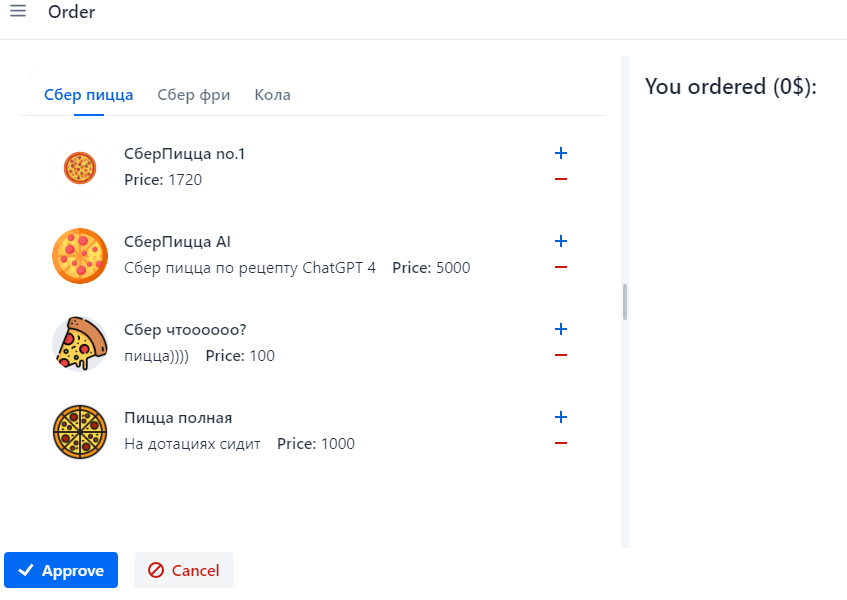 Order
Сбер пицца Сбер фри Кола
You ordered (0$):
СберПицца no.1
Price: 1720
СберПицца AI
Сбер пицца по рецепту ChatGPT 4 Price: 5000
Сбер чтоооооо?
пицца)))) Price: 100
Пицца полная
На дотациях сидит Price: 1000
Approve Cancel